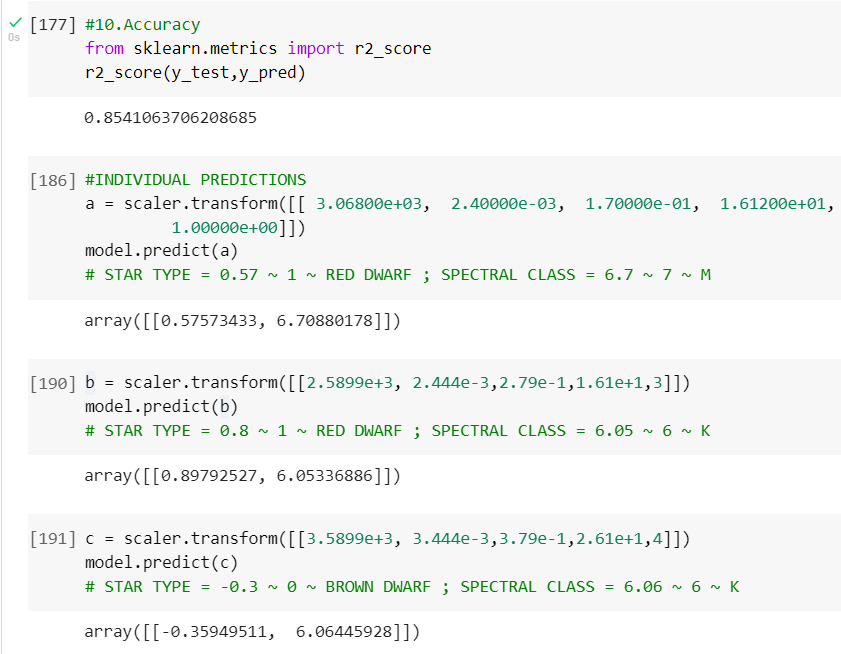 [177] #10.Accuracy
0s
from sklearn.metrics import r2_score
r2_score(y_test,y_pred)
0.8541063706208685
[186] #INDIVIDUAL PREDICTIONS
a = scaler.transform([[ 3.06800e+03,  2.40000e-03,  1.70000e-01,  1.61200e+01,
1.00000e+00]])
model.predict(a)
# STAR TYPE = 0.57 ~ 1 ~ RED DWARF ; SPECTRAL CLASS = 6.7 ~ 7 ~ M
array([[0.57573433, 6.70880178]])
[190] b = scaler.transform([[2.5899e+3, 2.444e-3,2.79e-1,1.61e+1,3]])
model.predict(b)
# STAR TYPE = 0.8 ~ 1 ~ RED DWARF ; SPECTRAL CLASS = 6.05 ~ 6 ~ K
array([[0.89792527, 6.05336886]])
[191] c = scaler.transform([[3.5899e+3, 3.444e-3,3.79e-1,2.61e+1,4]])
model.predict(c)
# STAR TYPE = -0.3 ~ 0 ~ BROWN DWARF ; SPECTRAL CLASS = 6.06 ~ 6 ~ K
array([[-0.35949511,  6.06445928]])